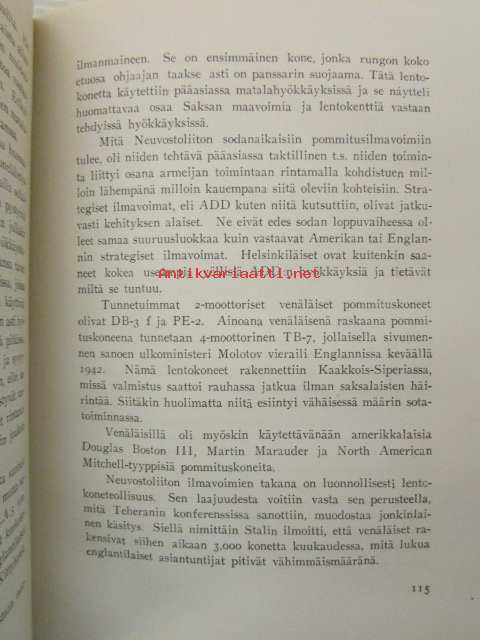 ilmanmaineen. Se on ensimmäinen kone, jonka rungon koko
etuosa ohjaajan taakse asti on panssarin suojaama. Tätä lento-
konetta käytettiin pääasiassa matalahyökkäyksissä ja se näytteli
huomattavaa osaa Saksan maavoimia ja lentokenttiä vastaan
tehdyissä hyökkäyksissä.
Mitä Neuvostoliiton sodanaikaisiin pommitusilmavoimiin
tulee, oli niiden tehtävä pääasiassa taktillinen t.s. niiden toimin-
ta liittyi osana armeijan toimintaan rintamalla kohdistuen mil-
loin lähempänä milloin kauempana siitä oleviin kohteisiin. Stra-
tegiset ilmavoimat, eli ADD kuten niitä kutsuttiin, olivat jatku-
vasti kehityksen alaiset. Ne eivät edes sodan loppuvaiheessa ol-
leet samaa suuruusluokkaa kuin vastaavat Amerikan tai Englan-
nin strategiset ilmavoimat. Helsinkiläiset ovat kuitenkin saa-
neet kokea ADD:n hyökkäyksiä ja tietävät
miltä se tuntuu.
Antikvariaatti.net
Tunnetuimmat 2-moottoriset venäläiset pommituskoneet
olivat DB-3 f ja PE-2. Ainoana venäläisenä raskaana pommi-
tuskoneena tunnetaan 4-moottorinen TB-7, jollaisella sivumen-
nen sanoen ulkoministeri Molotov vieraili Englannissa keväällä
1942. Nämä lentokoneet rakennettiin Kaakkois-Siperiassa,
missä valmistus saattoi rauhassa jatkua ilman saksalaisten häi-
rintää. Siitäkin huolimatta niitä esiintyi vähäisessä määrin sota-
toiminnassa.
Venäläisillä oli myöskin käytettävänään amerikkalaisia
Douglas Boston III, Martin Marauder ja North American
Mitchell-tyyppisiä pommituskoneita.
Neuvostoliiton ilmavoimien takana on luonnollisesti lento-
koneteollisuus. Sen laajuudesta voitiin vasta sen perusteella,
mitä Teheranin konferenssissa sanottiin, muodostaa jonkinlai-
nen käsitys. Siellä nimittäin Stalin ilmoitti, että venäläiset ra-
kensivat siihen aikaan 3,000 konetta kuukaudessa, mitä lukua
englantilaiset asiantuntijat pitivät vähimmäismääränä.
115